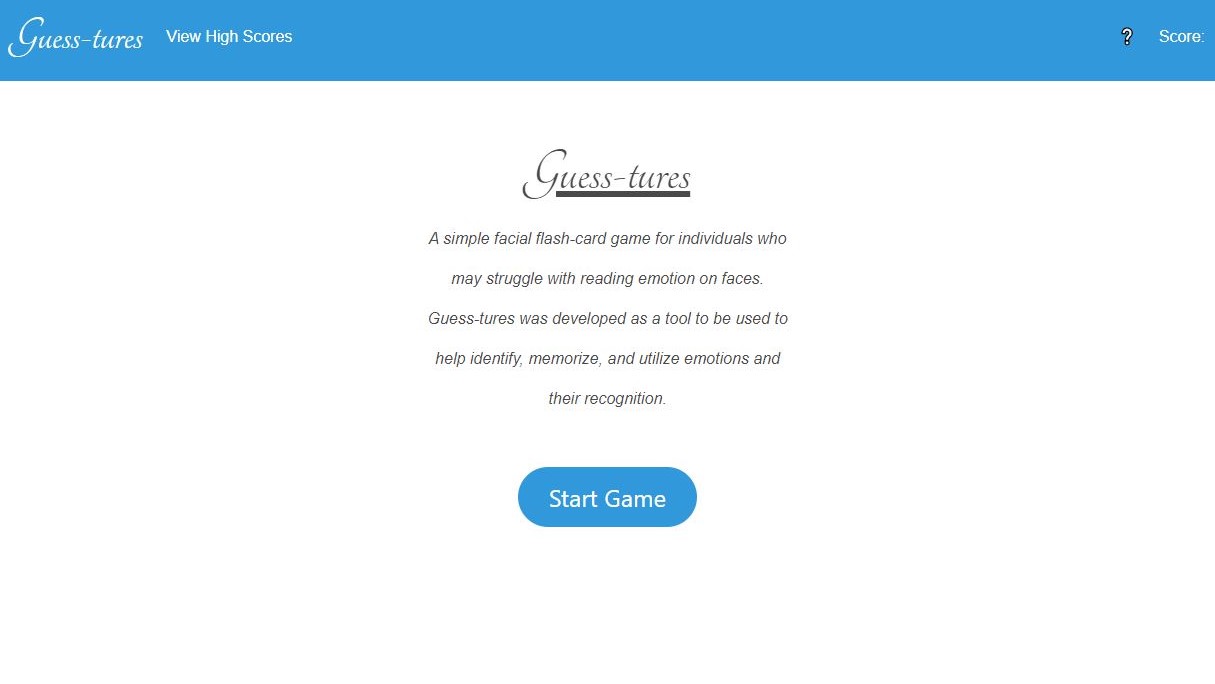 Guess-tures View High Scores ? Score:
Guess-tures
A simple facial flash-card game for individuals who
may struggle with reading emotion on faces.
Guess-tures was developed as a tool to be used to
help identify, memorize, and utilize emotions and
their recognition.
Start Game